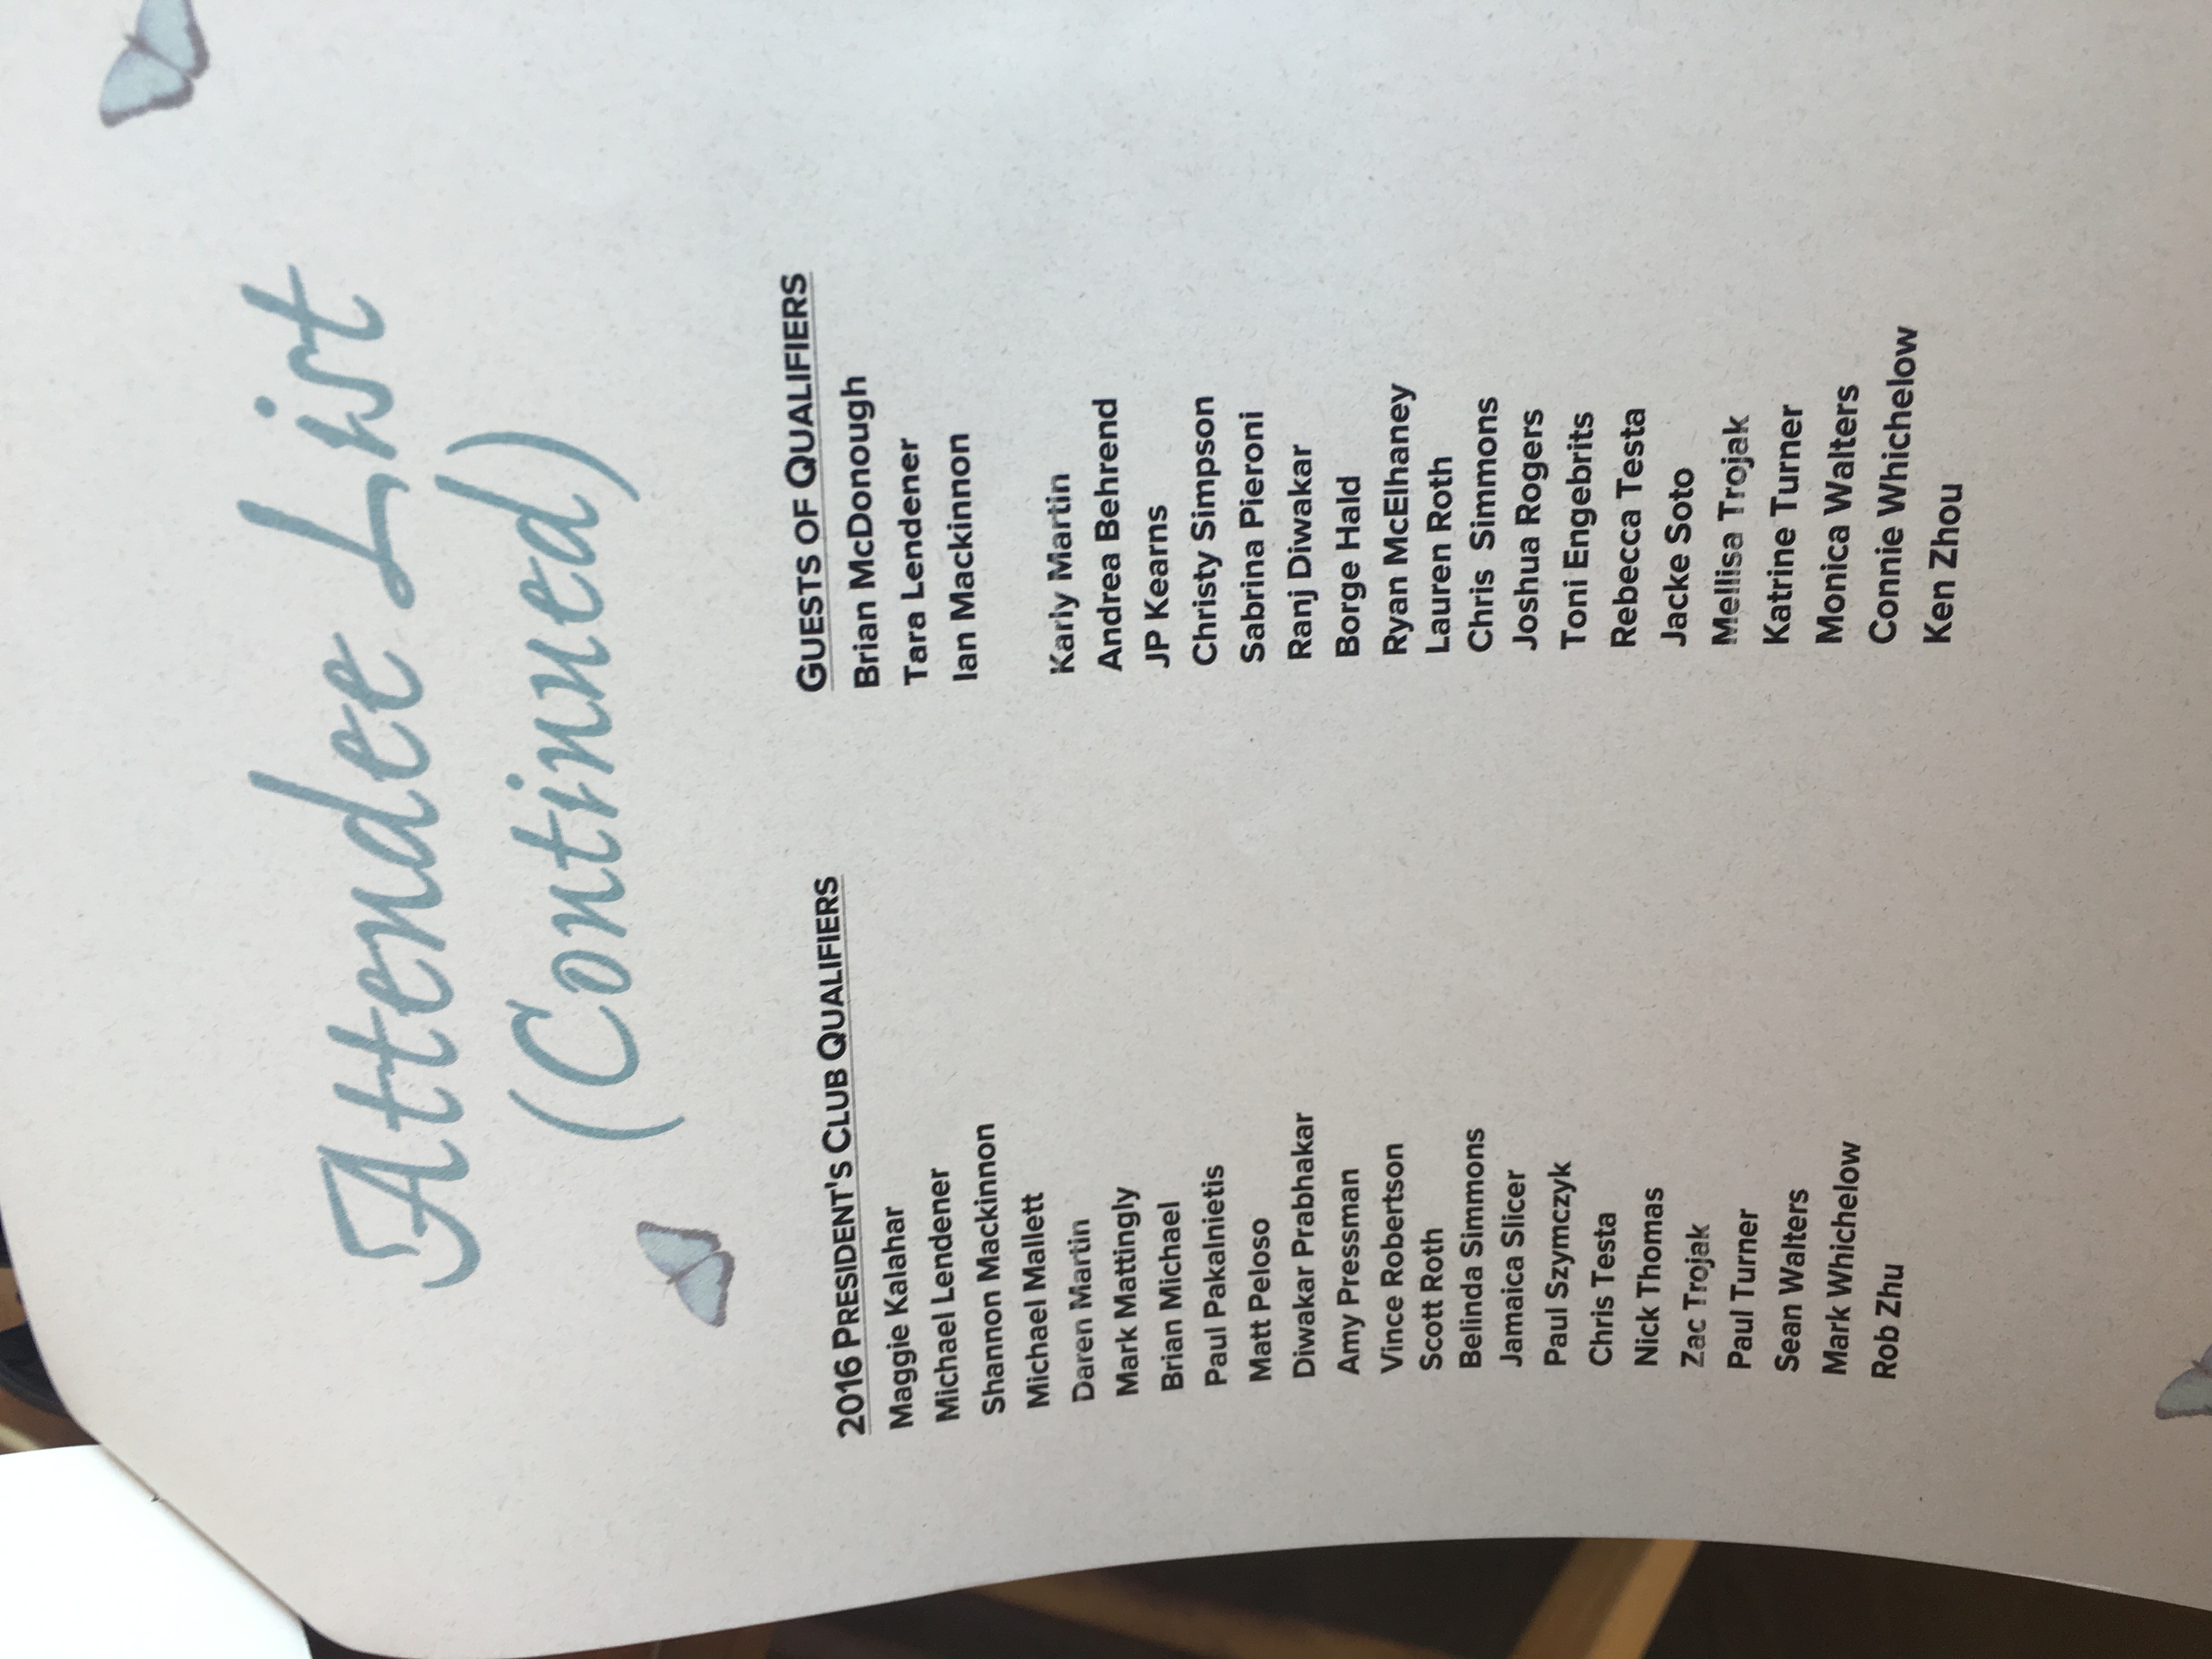 Attendee List
(Continued)
2016 PRESIDENT'S CLUB QUALIFIERS
Maggie Kalahar
Michael Lendener
Shannon Mackinnon
Michael Mallett
Daren Martin
Mark Mattingly
Brian Michael
Paul Pakalnietis
Matt Peloso
Diwakar Prabhakar
Amy Pressman
Vince Robertson
Scott Roth
Belinda Simmons
Jamaica Slicer
Paul Szymczyk
Chris Testa
Nick Thomas
Zac Trojak
Paul Turner
Sean Walters
Mark Whichelow
Rob Zhu
GUESTS OF QUALIFIERS
Brian McDonough
Tara Lendener
Ian Mackinnon
Karly Martin
Andrea Behrend
JP Kearns
Christy Simpson
Sabrina Pieroni
Ranj Diwakar
Borge Hald
Ryan McElhaney
Lauren Roth
Chris Simmons
Joshua Rogers
Toni Engebrits
Rebecca Testa
Jacke Soto
Mellisa Trojak
Katrine Turner
Monica Walters
Connie Whichelow
Ken Zhou